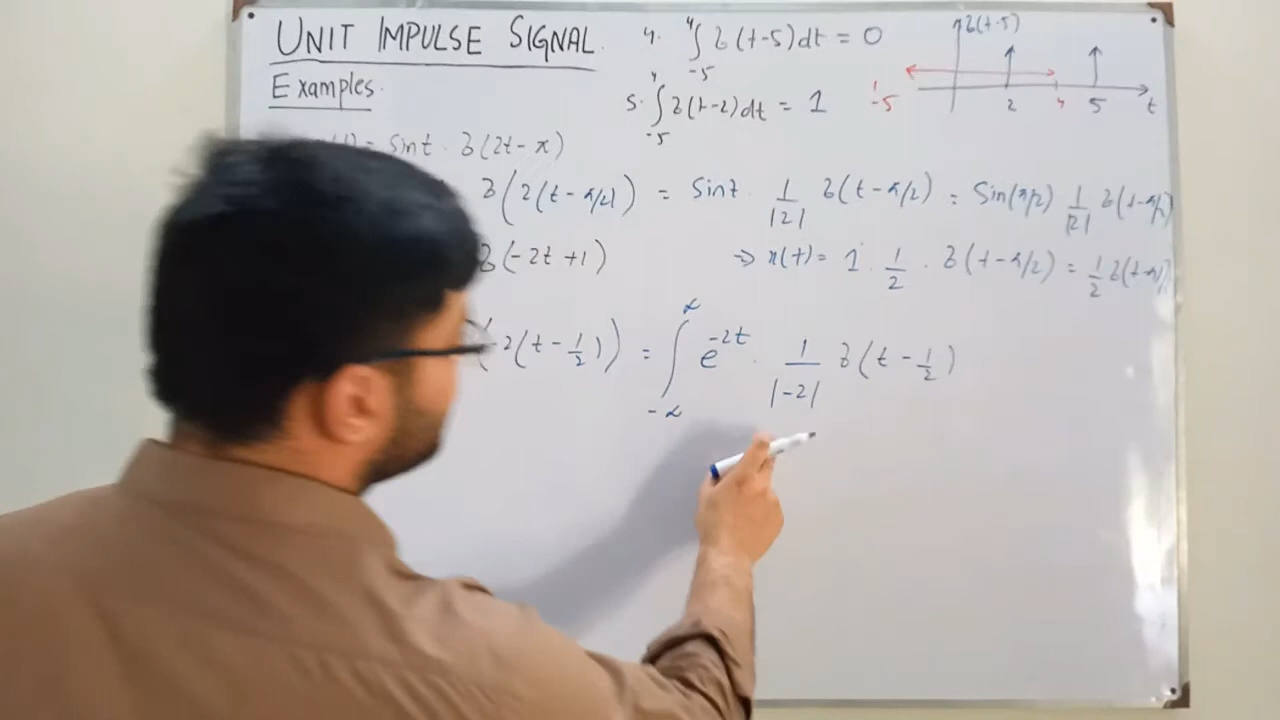 UNIT IMPULSE SIGNAL.
Examples.
4. ∫₋₅⁴ δ(t-5)dt = 0
5. ∫₋₅⁴ δ(t-2)dt = 1
δ(t-5)
-5 2 4 5 t
= Sint . δ(2t-π)
δ(2(t-π/2)) = Sint . 1/|2| δ(t-π/2) = Sin(π/2) 1/|2| δ(t-π/2)
δ(-2t+1) ⇒ x(t) = 1 . 1/2 . δ(t-π/2) = 1/2 δ(t-π/2)
(-2(t-1/2)) = ∫₋∞^∞ e^-2t . 1/|-2| δ(t-1/2)